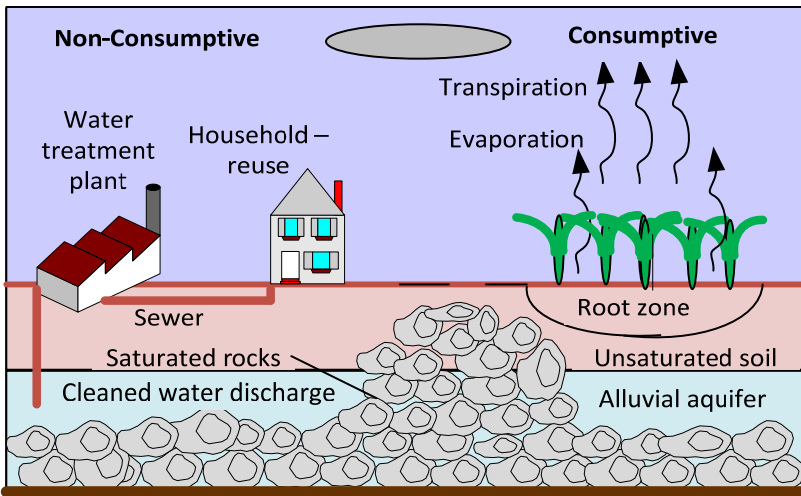 Non-Consumptive
Consumptive
Transpiration
Evaporation
Water
treatment
plant
Household –
reuse
Sewer
Root zone
Saturated rocks
Unsaturated soil
Cleaned water discharge
Alluvial aquifer